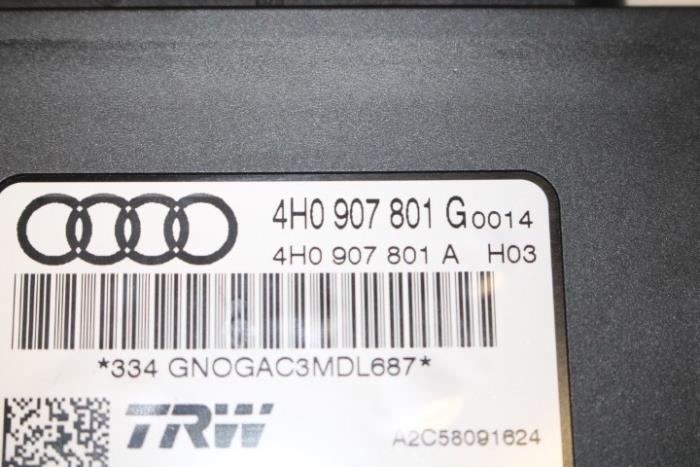 4H0 907 801 G0014
4H0 907 801 A H03
*334 GNOGAC3MDL687*
TRW
A2C58091624